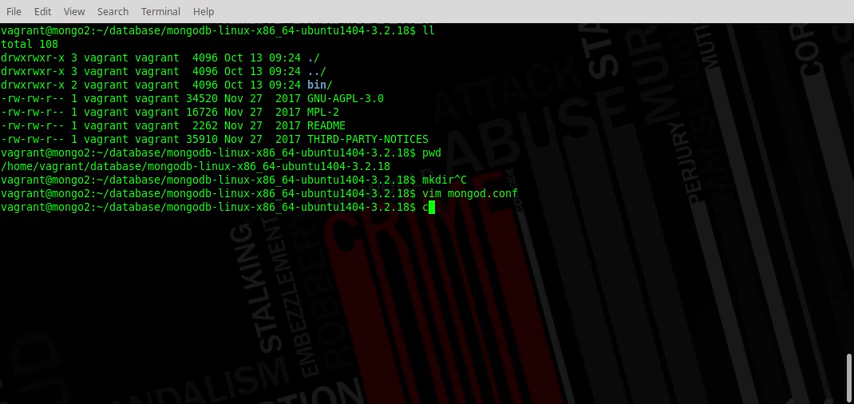 File Edit View Search Terminal Help
vagrant@mongo2:~/database/mongodb-linux-x86_64-ubuntu1404-3.2.18$ ll
total 108
drwxrwxr-x 3 vagrant vagrant  4096 Oct 13 09:24 ./
drwxrwxr-x 3 vagrant vagrant  4096 Oct 13 09:24 ../
drwxrwxr-x 2 vagrant vagrant  4096 Oct 13 09:24 bin/
-rw-rw-r-- 1 vagrant vagrant 34520 Nov 27  2017 GNU-AGPL-3.0
-rw-rw-r-- 1 vagrant vagrant 16726 Nov 27  2017 MPL-2
-rw-rw-r-- 1 vagrant vagrant  2262 Nov 27  2017 README
-rw-rw-r-- 1 vagrant vagrant 35910 Nov 27  2017 THIRD-PARTY-NOTICES
vagrant@mongo2:~/database/mongodb-linux-x86_64-ubuntu1404-3.2.18$ pwd
/home/vagrant/database/mongodb-linux-x86_64-ubuntu1404-3.2.18
vagrant@mongo2:~/database/mongodb-linux-x86_64-ubuntu1404-3.2.18$ mkdir^C
vagrant@mongo2:~/database/mongodb-linux-x86_64-ubuntu1404-3.2.18$ vim mongod.conf
vagrant@mongo2:~/database/mongodb-linux-x86_64-ubuntu1404-3.2.18$ c
ATTACK
ABUSE
PERJURY
CRIME
STALKING
EMBEZZLEMENT